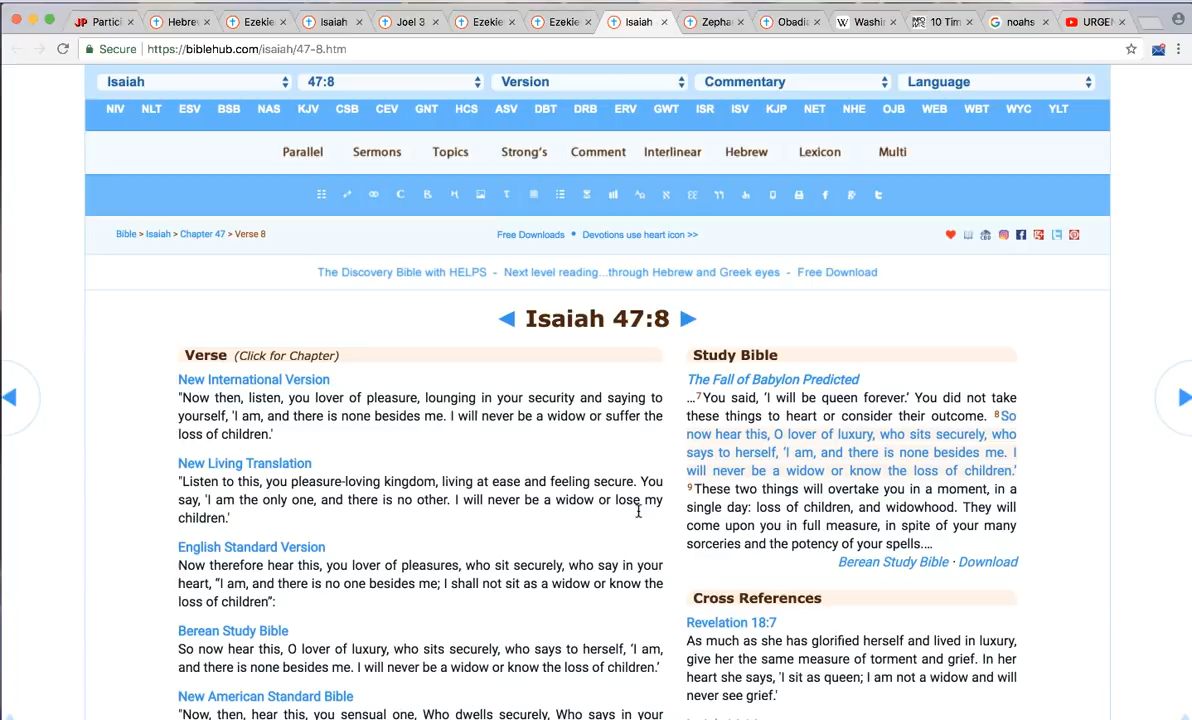 Partici
Hebrew
Ezekie
Isaiah
Joel 3
Ezekie
Ezekie
Isaiah
Zepha
Obadi
Washi
10 Tim
noahs
URGE
Secure
https://biblehub.com/isaiah/47-8.htm
Isaiah 47:8 Version Commentary Language
NIV NLT ESV BSB NAS KJV CSB CEV GNT HCS ASV DBT DRB ERV GWT ISR ISV KJP NET NHE OJB WEB WBT WYC YLT
Parallel Sermons Topics Strong's Comment Interlinear Hebrew Lexicon Multi
Bible > Isaiah > Chapter 47 > Verse 8
Free Downloads • Devotions use heart icon >>
The Discovery Bible with HELPS - Next level reading...through Hebrew and Greek eyes - Free Download
Isaiah 47:8
Verse (Click for Chapter)
New International Version
"Now then, listen, you lover of pleasure, lounging in your security and saying to
yourself, 'I am, and there is none besides me. I will never be a widow or suffer the
loss of children.'
New Living Translation
"Listen to this, you pleasure-loving kingdom, living at ease and feeling secure. You
say, 'I am the only one, and there is no other. I will never be a widow or lose my
children.'
English Standard Version
Now therefore hear this, you lover of pleasures, who sit securely, who say in your
heart, “I am, and there is no one besides me; I shall not sit as a widow or know the
loss of children”:
Berean Study Bible
So now hear this, O lover of luxury, who sits securely, who says to herself, ‘I am,
and there is none besides me. I will never be a widow or know the loss of children.’
New American Standard Bible
"Now, then, hear this, you sensual one, Who dwells securely, Who says in your
Study Bible
The Fall of Babylon Predicted
…7You said, ‘I will be queen forever.’ You did not take
these things to heart or consider their outcome. 8So
now hear this, O lover of luxury, who sits securely, who
says to herself, ‘I am, and there is none besides me. I
will never be a widow or know the loss of children.’
9These two things will overtake you in a moment, in a
single day: loss of children, and widowhood. They will
come upon you in full measure, in spite of your many
sorceries and the potency of your spells.…
Berean Study Bible · Download
Cross References
Revelation 18:7
As much as she has glorified herself and lived in luxury,
give her the same measure of torment and grief. In her
heart she says, 'I sit as queen; I am not a widow and will
never see grief.'